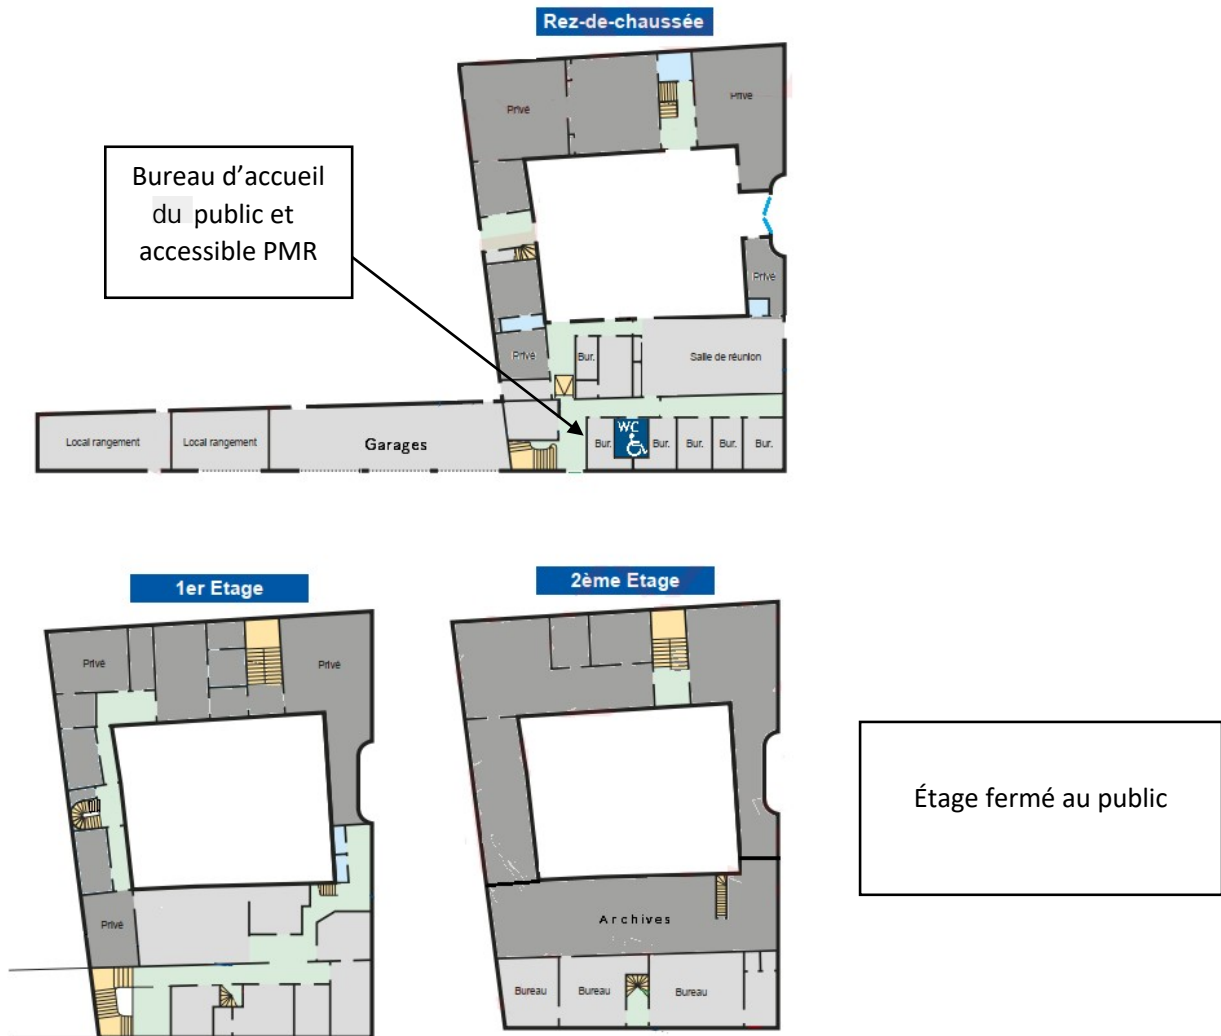 Rez-de-chaussée
Privé
Privé
Bureau d’accueil
du public et
accessible PMR
Privé
Privé
Bur.
Salle de réunion
Local rangement
Local rangement
Garages
Bur.
WC
Bur.
Bur.
Bur.
Bur.
1er Etage
2ème Etage
Privé
Privé
Étage fermé au public
Privé
Archives
Bureau
Bureau
Bureau